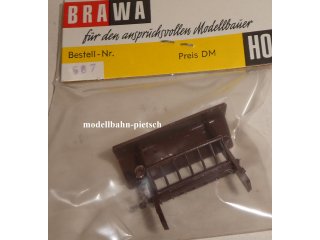 BRAWA
für den anspruchsvollen Modellbauer
Bestell-Nr. Preis DM HO
587
modellbahn-pietsch